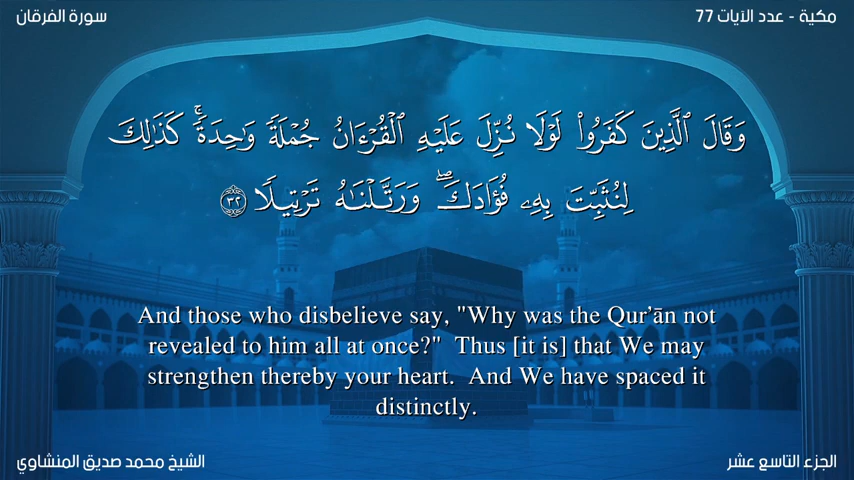 سورة الفرقان
مكية - عدد الآيات 77
وَقَالَ ٱلَّذِينَ كَفَرُوا۟ لَوْلَا نُزِّلَ عَلَيْهِ ٱلْقُرْءَانُ جُمْلَةً وَٰحِدَةً ۚ كَذَٰلِكَ
لِنُثَبِّتَ بِهِۦ فُؤَادَكَ ۖ وَرَتَّلْنَٰهُ تَرْتِيلًا ٣٢
And those who disbelieve say, "Why was the Qur’ān not
revealed to him all at once?"  Thus [it is] that We may
strengthen thereby your heart.  And We have spaced it
distinctly.
الشيخ محمد صديق المنشاوي
الجزء التاسع عشر